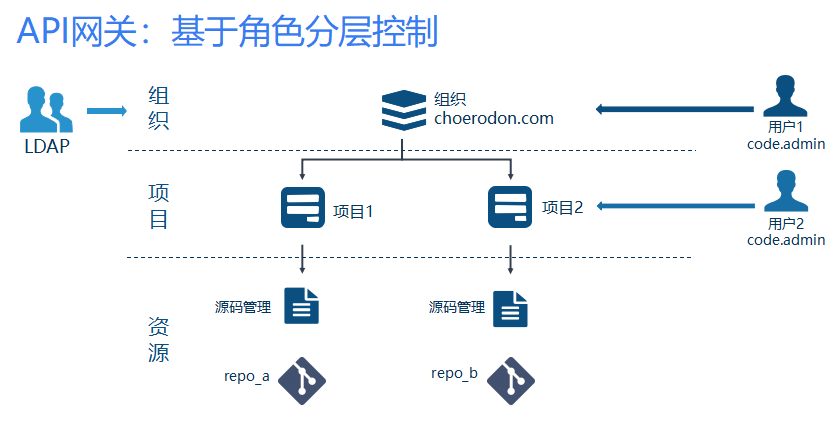 API网关：基于角色分层控制
LDAP
组
织
组织
choerodon.com
用户1
code.admin
项
目
项目1
项目2
用户2
code.admin
资
源
源码管理
源码管理
repo_a
repo_b